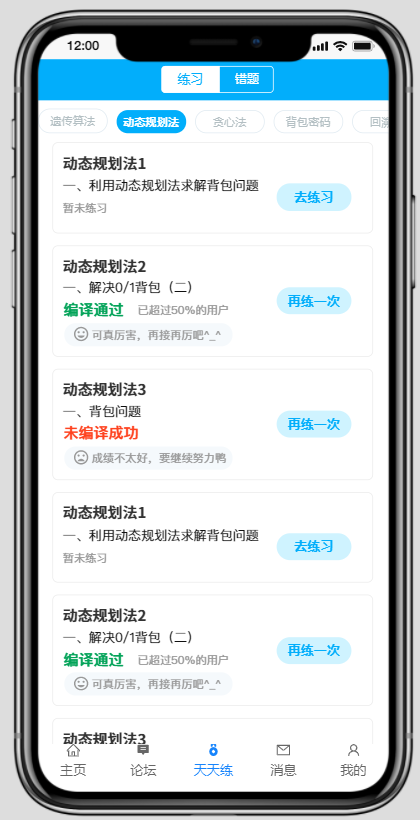 12:00
练习 错题
遗传算法 动态规划法 贪心法 背包密码 回溯
动态规划法1
一、利用动态规划法求解背包问题
去练习
暂未练习
动态规划法2
一、解决0/1背包（二）
再练一次
编译通过 已超过50%的用户
可真厉害，再接再厉吧^_^
动态规划法3
一、背包问题
再练一次
未编译成功
成绩不太好，要继续努力鸭
动态规划法1
一、利用动态规划法求解背包问题
去练习
暂未练习
动态规划法2
一、解决0/1背包（二）
再练一次
编译通过 已超过50%的用户
可真厉害，再接再厉吧^_^
动态规划法3
主页 论坛 天天练 消息 我的